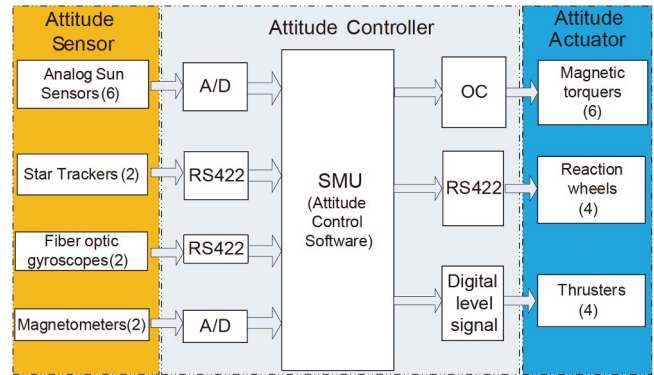 Attitude
Sensor
Analog Sun
Sensors(6)
Star Trackers(2)
Fiber optic
gyroscopes(2)
Magnetometers(2)
Attitude Controller
A/D
RS422
RS422
A/D
SMU
(Attitude
Control
Software)
OC
RS422
Digital
level
signal
Attitude
Actuator
Magnetic
torquers
(6)
Reaction
wheels
(4)
Thrusters
(4)